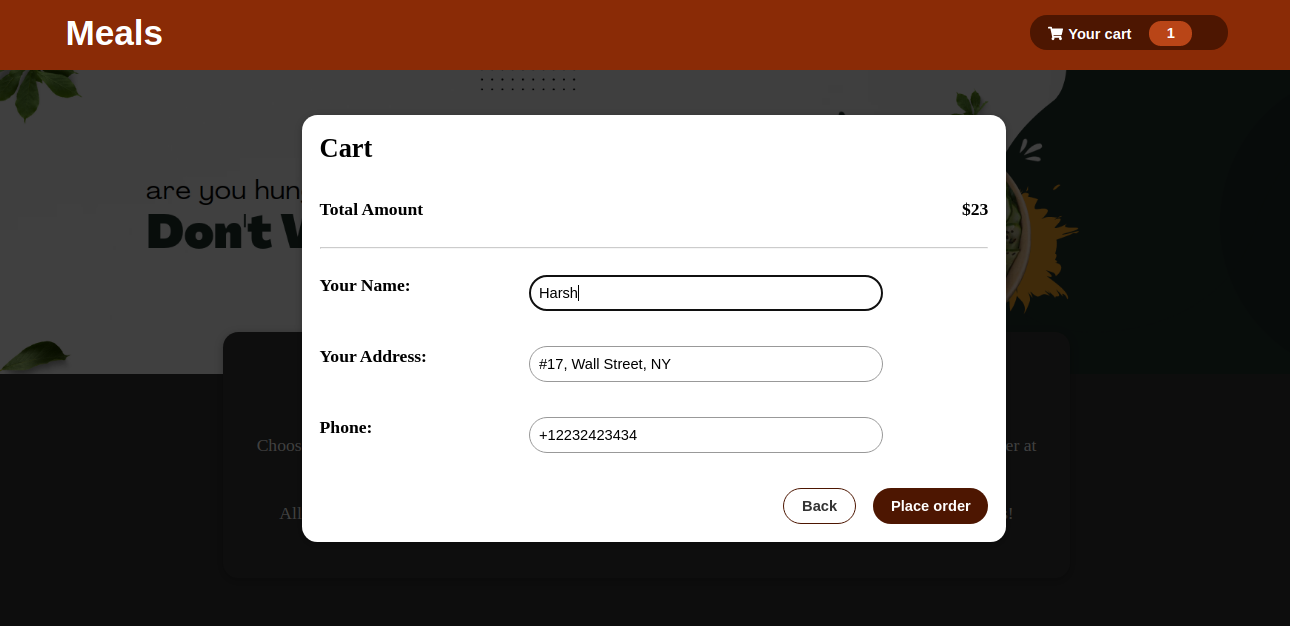 Meals
Your cart 1
are you hun
Don't
Cart
Total Amount $23
Your Name: Harsh
Your Address: #17, Wall Street, NY
Phone: +12232423434
Choos er at
All !
Back Place order